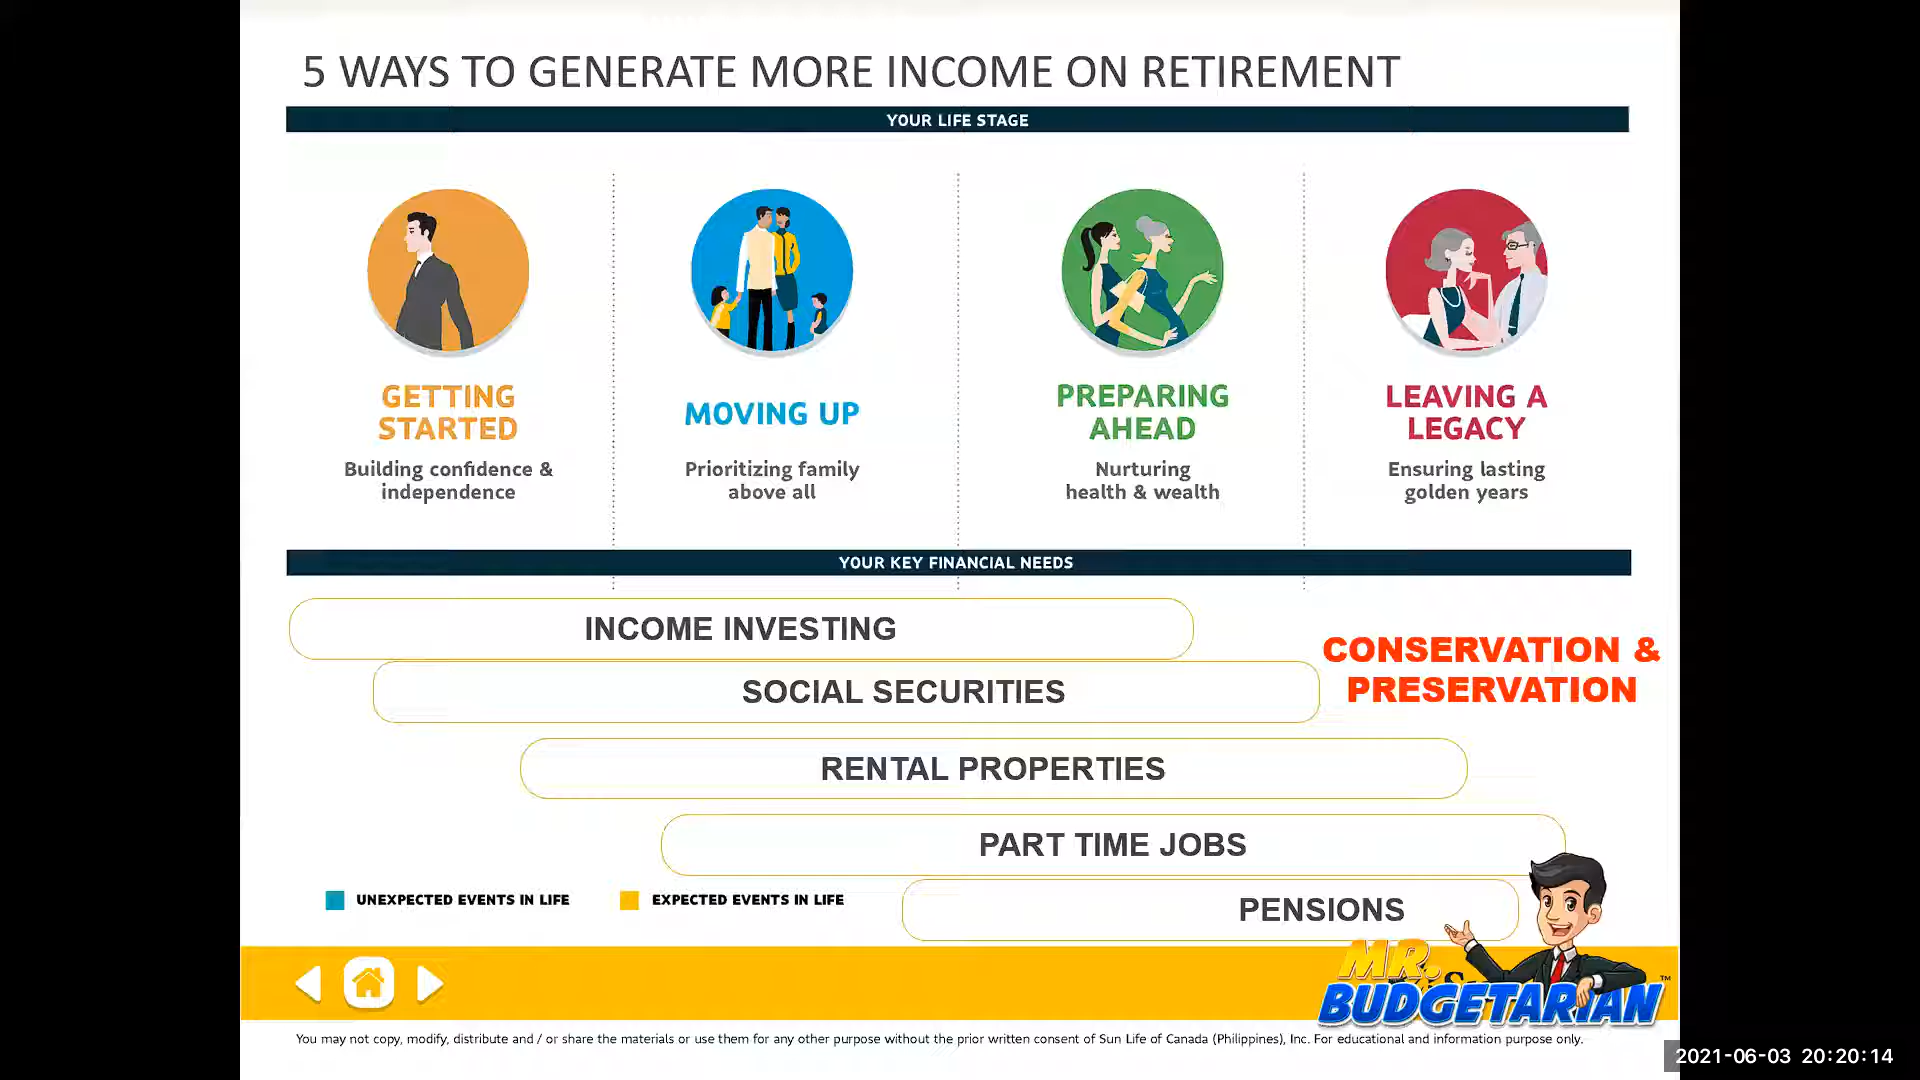 5 WAYS TO GENERATE MORE INCOME ON RETIREMENT
YOUR LIFE STAGE
GETTING
STARTED
Building confidence &
independence
MOVING UP
Prioritizing family
above all
PREPARING
AHEAD
Nurturing
health & wealth
LEAVING A
LEGACY
Ensuring lasting
golden years
YOUR KEY FINANCIAL NEEDS
INCOME INVESTING
SOCIAL SECURITIES
CONSERVATION &
PRESERVATION
RENTAL PROPERTIES
PART TIME JOBS
PENSIONS
UNEXPECTED EVENTS IN LIFE
EXPECTED EVENTS IN LIFE
MR.
BUDGETARIAN™
You may not copy, modify, distribute and / or share the materials or use them for any other purpose without the prior written consent of Sun Life of Canada (Philippines), Inc. For educational and information purpose only.
2021-06-03 20:20:14